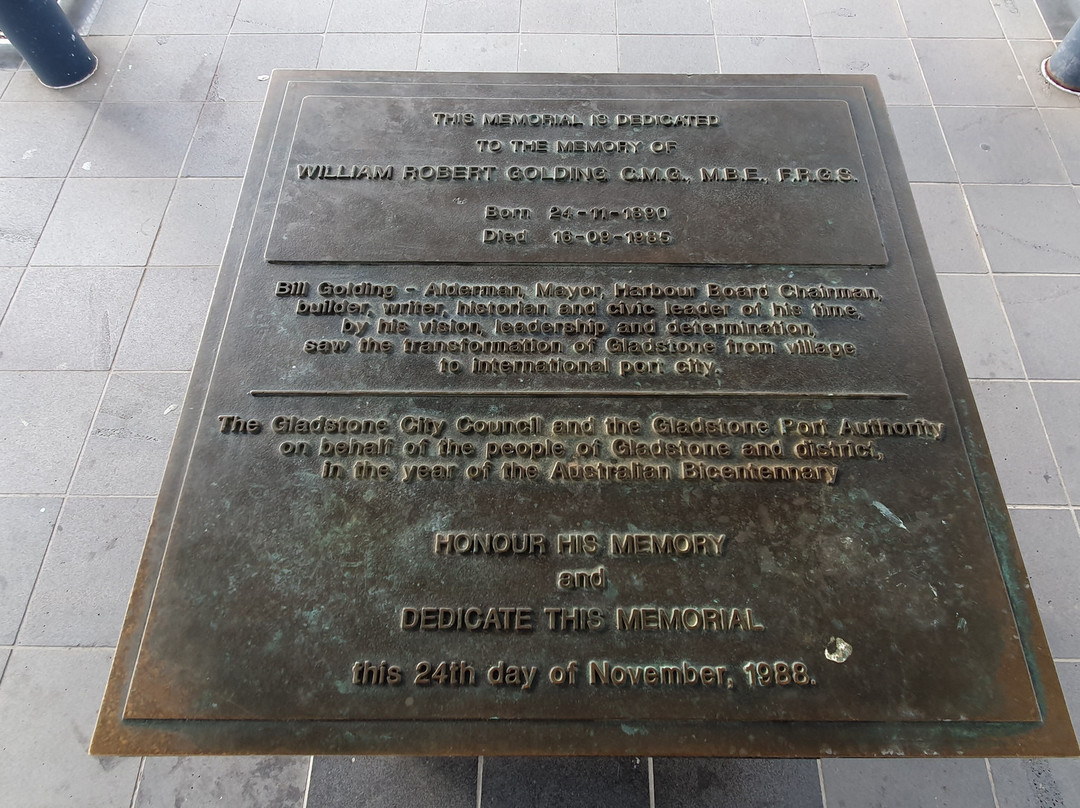 THIS MEMORIAL IS DEDICATED
TO THE MEMORY OF
WILLIAM ROBERT GOLDING C.M.G., M.B.E., F.R.G.S.
Born 24-11-1890
Died 16-09-1985
Bill Golding - Alderman, Mayor, Harbour Board Chairman,
builder, writer, historian and civic leader of his time,
by his vision, leadership and determination,
saw the transformation of Gladstone from village
to international port city.
The Gladstone City Council and the Gladstone Port Authority
on behalf of the people of Gladstone and district,
in the year of the Australian Bicentennary
HONOUR HIS MEMORY
and
DEDICATE THIS MEMORIAL
this 24th day of November, 1988.